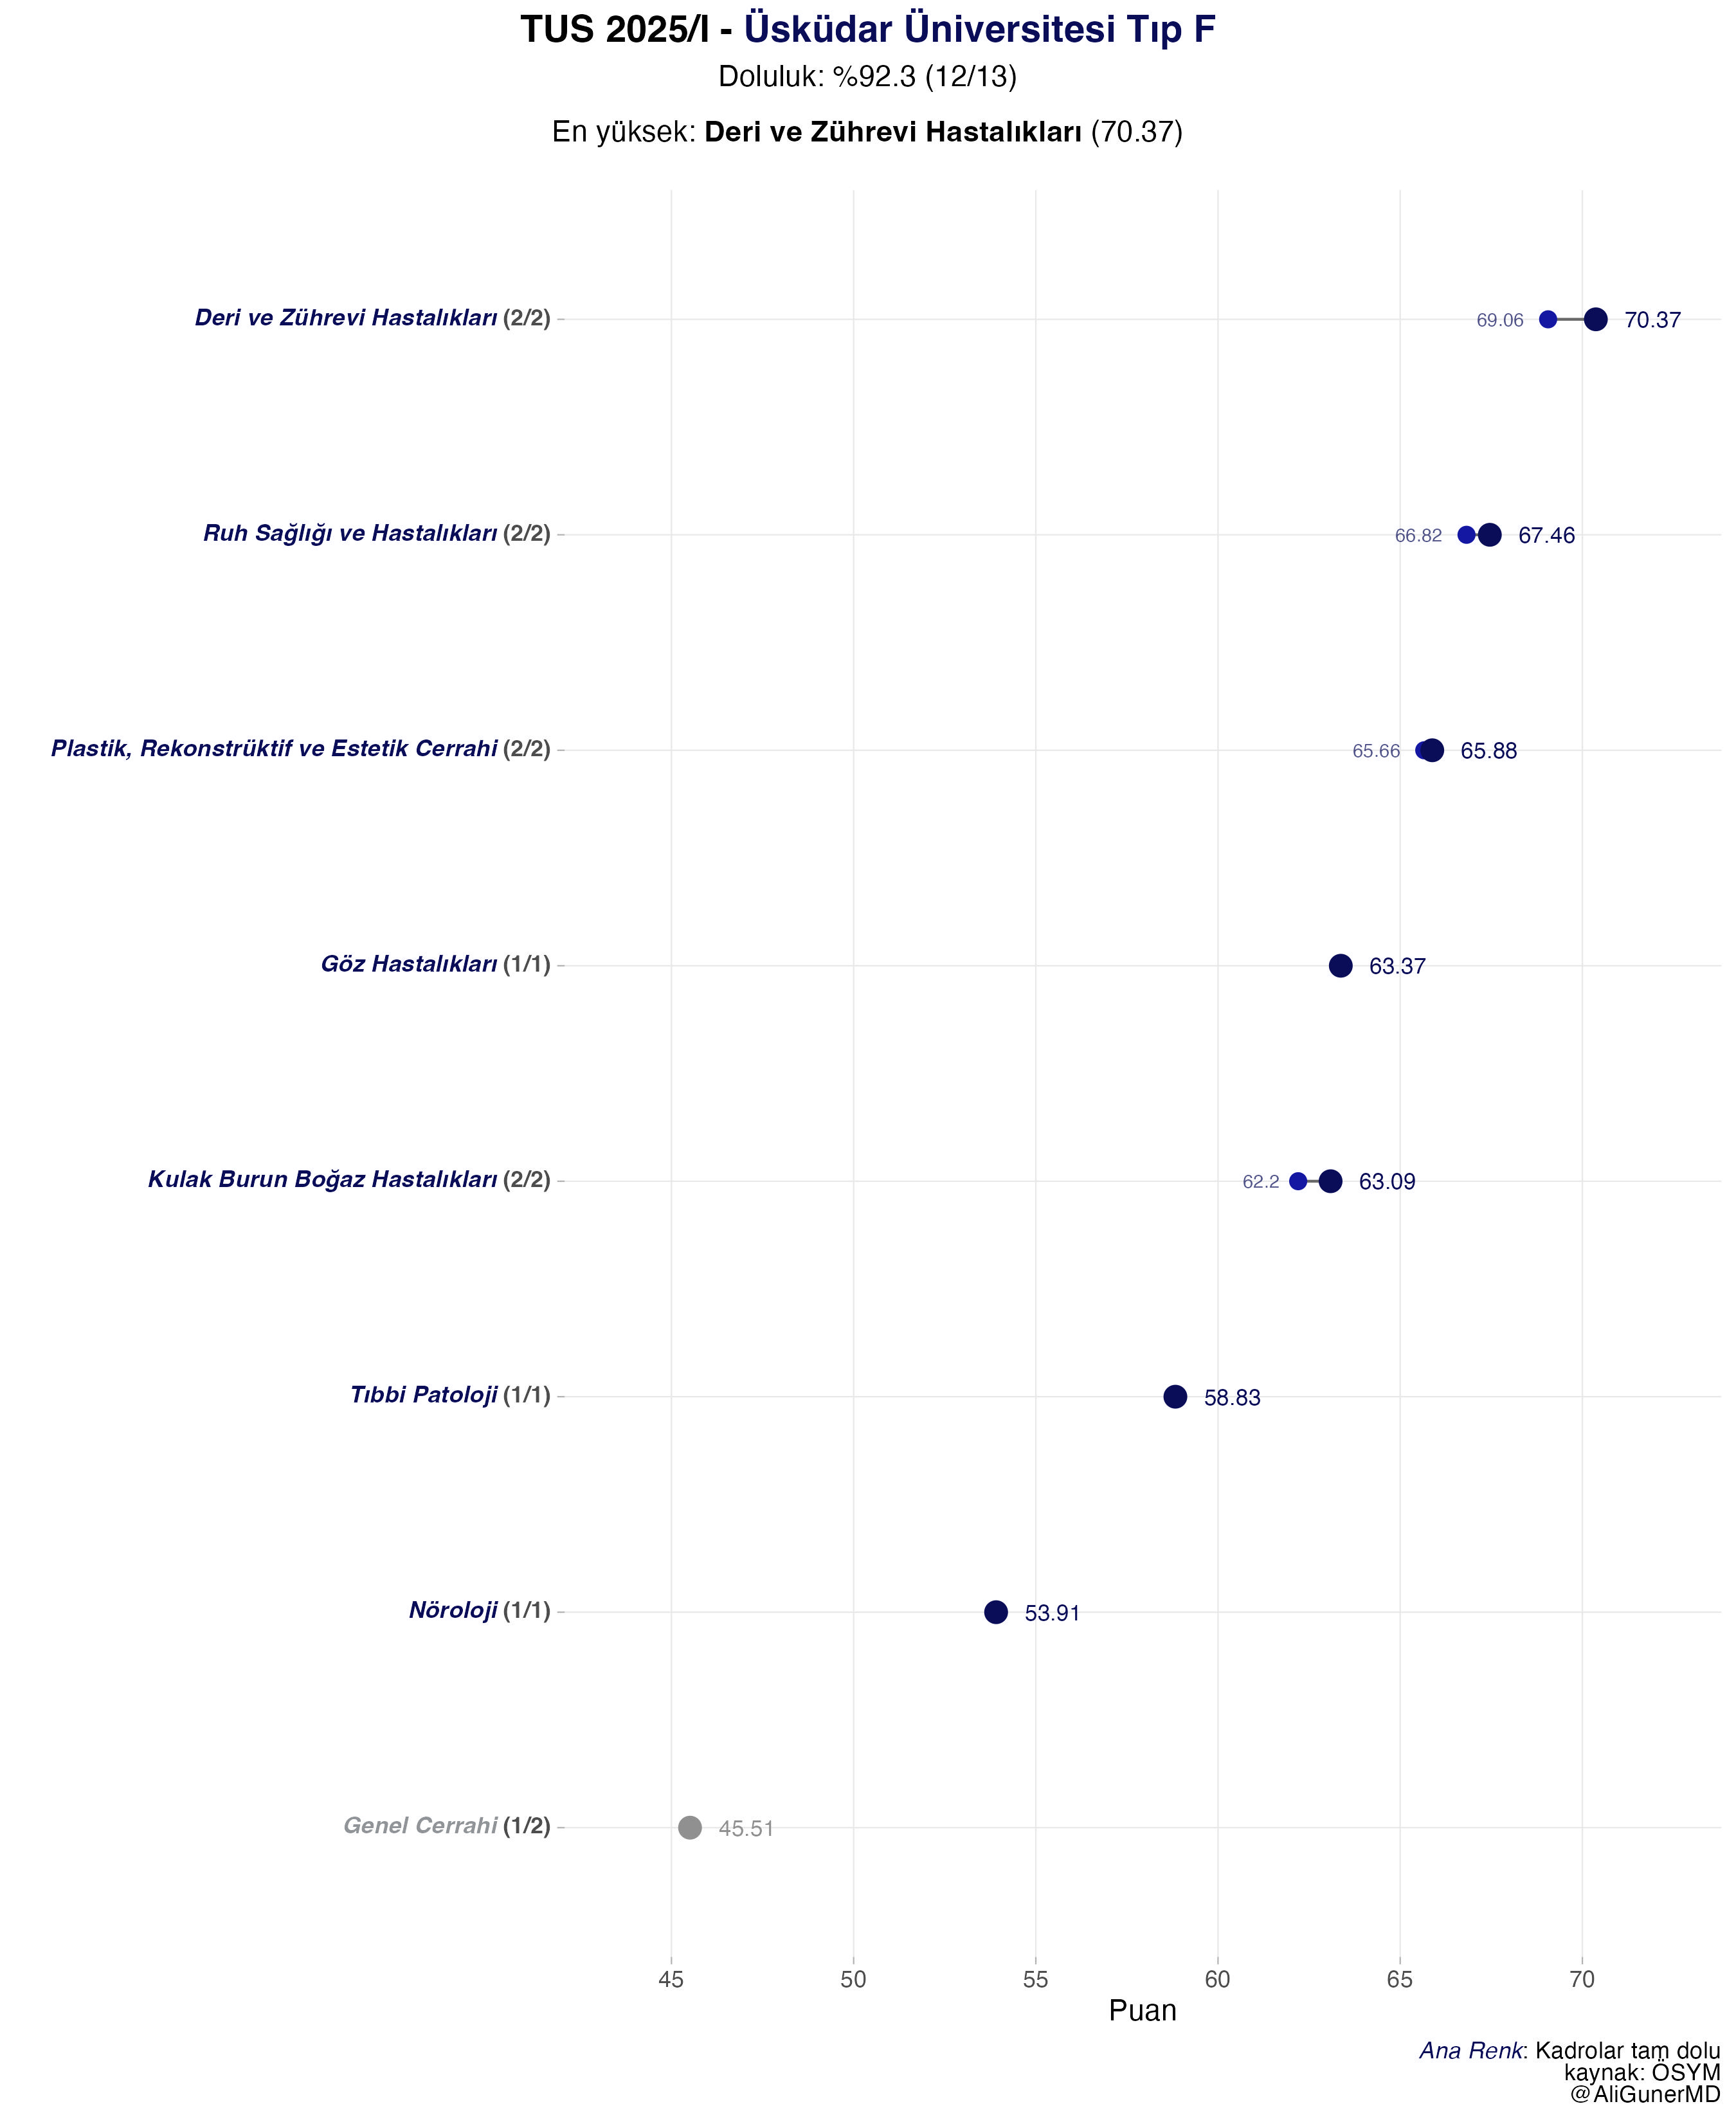 TUS 2025/I - Üsküdar Üniversitesi Tıp F
Doluluk: %92.3 (12/13)
En yüksek: Deri ve Zührevi Hastalıkları (70.37)
Deri ve Zührevi Hastalıkları (2/2) 69.06 70.37
Ruh Sağlığı ve Hastalıkları (2/2) 66.82 67.46
Plastik, Rekonstrüktif ve Estetik Cerrahi (2/2) 65.66 65.88
Göz Hastalıkları (1/1) 63.37
Kulak Burun Boğaz Hastalıkları (2/2) 62.2 63.09
Tıbbi Patoloji (1/1) 58.83
Nöroloji (1/1) 53.91
Genel Cerrahi (1/2) 45.51
45 50 55 60 65 70
Puan
Ana Renk: Kadrolar tam dolu
kaynak: ÖSYM
@AliGunerMD